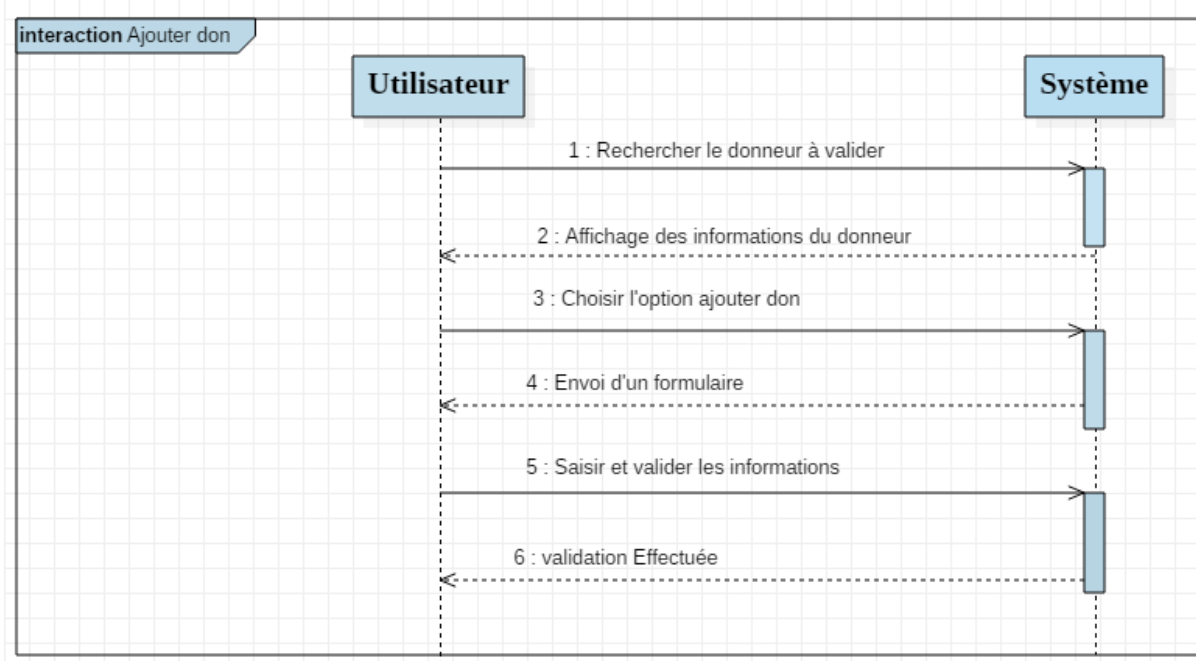 interaction Ajouter don
Utilisateur
Système
1 : Rechercher le donneur à valider
2 : Affichage des informations du donneur
3 : Choisir l'option ajouter don
4 : Envoi d'un formulaire
5 : Saisir et valider les informations
6 : validation Effectuée